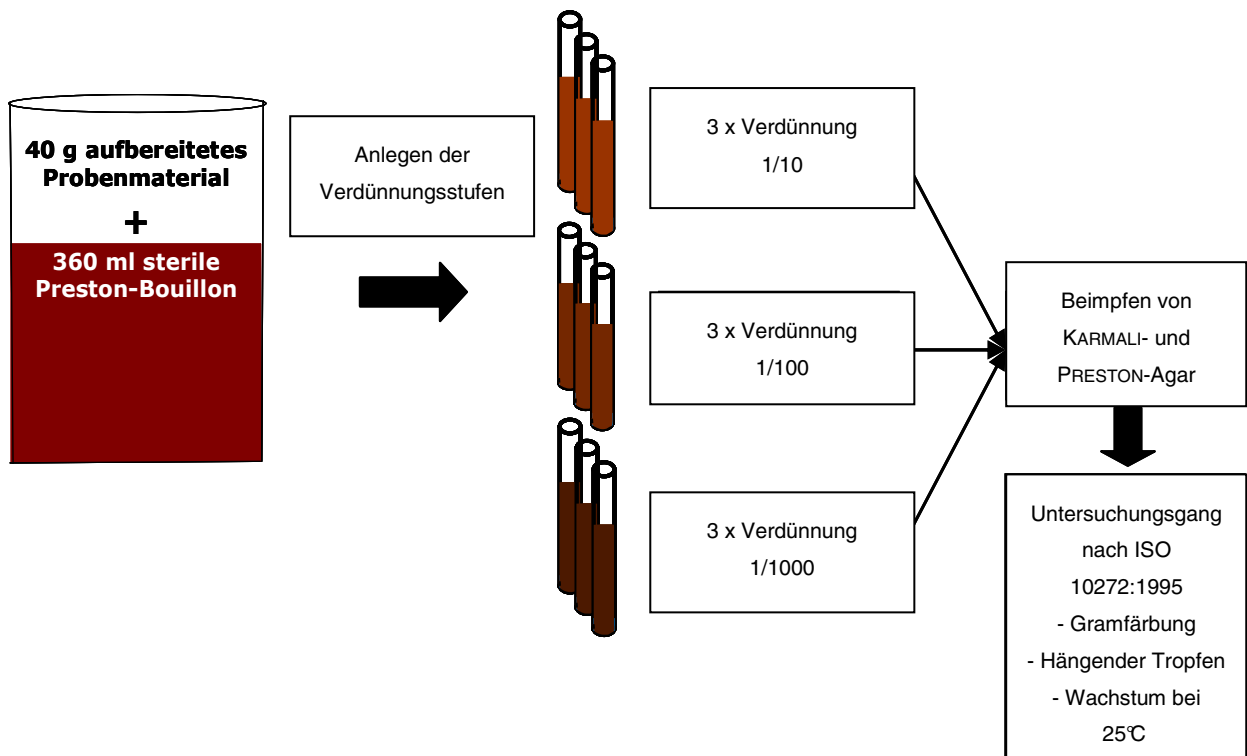 40 g aufbereitetes
Probenmaterial
+
360 ml sterile
Preston-Bouillon
Anlegen der
Verdünnungsstufen
3 x Verdünnung
1/10
3 x Verdünnung
1/100
3 x Verdünnung
1/1000
Beimpfen von
KARMALI- und
PRESTON-Agar
Untersuchungsgang
nach ISO
10272:1995
- Gramfärbung
- Hängender Tropfen
- Wachstum bei
25°C